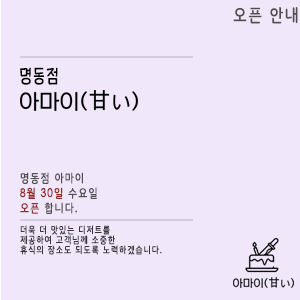 오픈 안내
명동점
아마이(甘い)
명동점 아마이
8월 30일 수요일
오픈 합니다.
더욱 더 맛있는 디저트를
제공하여 고객님께 소중한
휴식의 장소도 되도록 노력하겠습니다.
아마이(甘い)